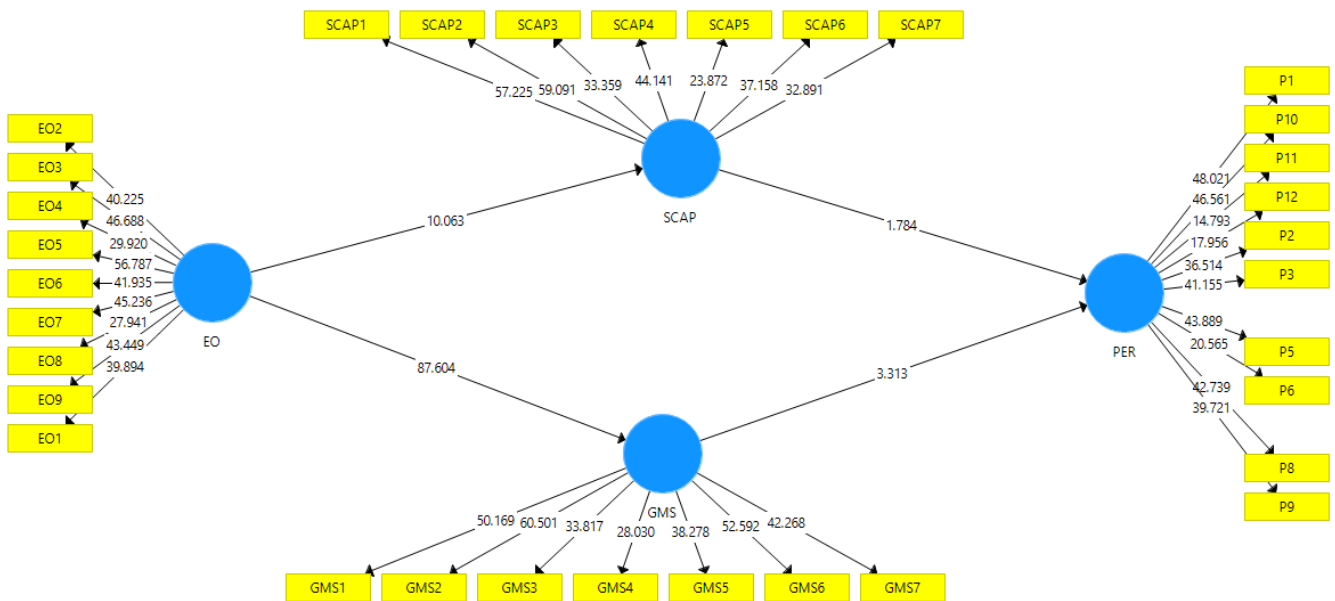 SCAP1 SCAP2 SCAP3 SCAP4 SCAP5 SCAP6 SCAP7
57.225 59.091 33.359 44.141 23.872 37.158 32.891
SCAP
EO2
EO3
EO4
EO5
EO6
EO7
EO8
EO9
EO1
40.225
46.688
29.920
56.787
41.935
45.236
27.941
43.449
39.894
EO
10.063
87.604
1.784
3.313
PER
48.021
46.561
14.793
17.956
36.514
41.155
43.889
20.565
42.739
39.721
P1
P10
P11
P12
P2
P3
P5
P6
P8
P9
GMS
50.169 60.501 33.817 28.030 38.278 52.592 42.268
GMS1 GMS2 GMS3 GMS4 GMS5 GMS6 GMS7